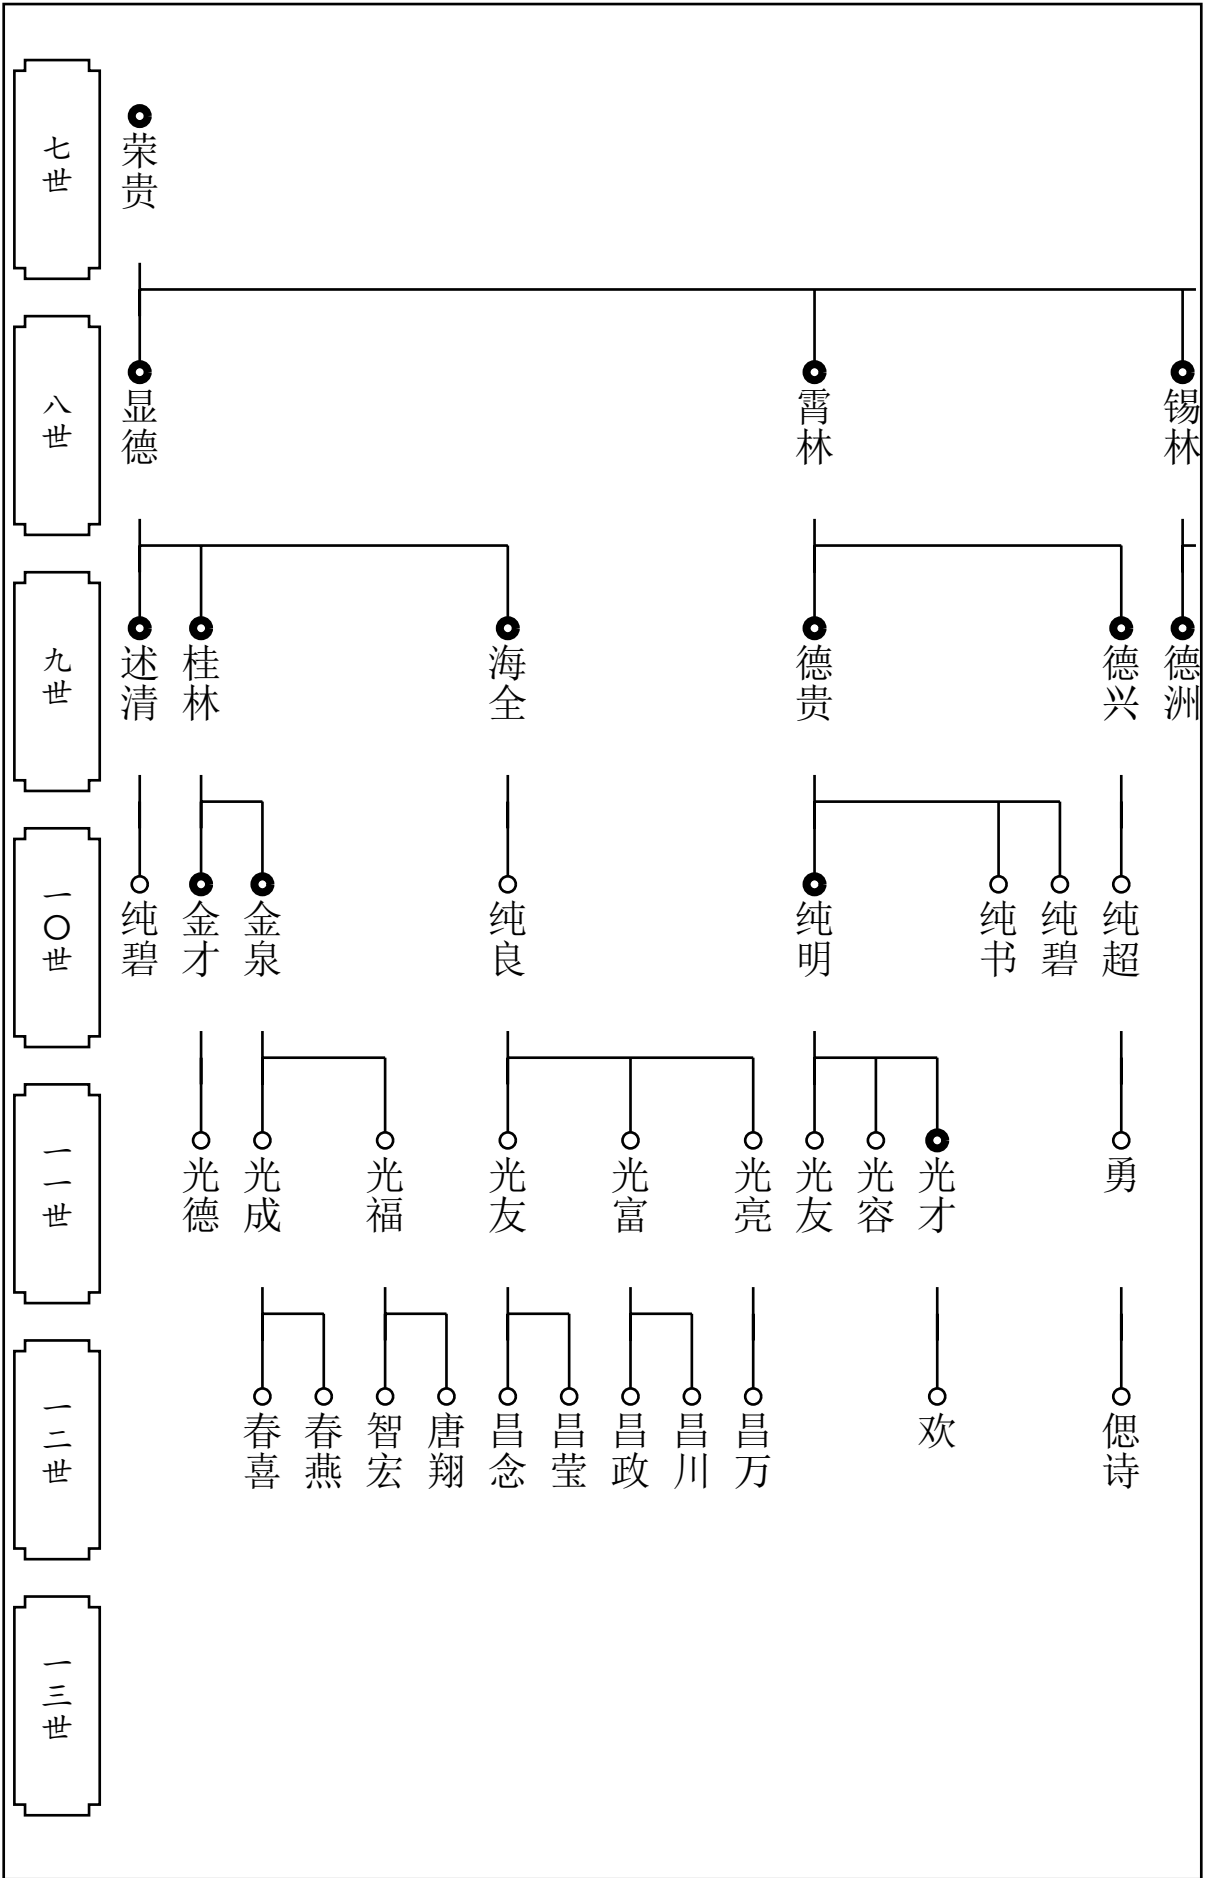 七世
荣贵
八世
显德
霄林
锡林
九世
述清
桂林
海全
德贵
德兴
德洲
一〇世
纯碧
金才
金泉
纯良
纯明
纯书
纯碧
纯超
一一世
光德
光成
光福
光友
光富
光亮
光友
光容
光才
勇
一二世
春喜
春燕
智宏
唐翔
昌念
昌莹
昌政
昌川
昌万
欢
偲诗
一三世